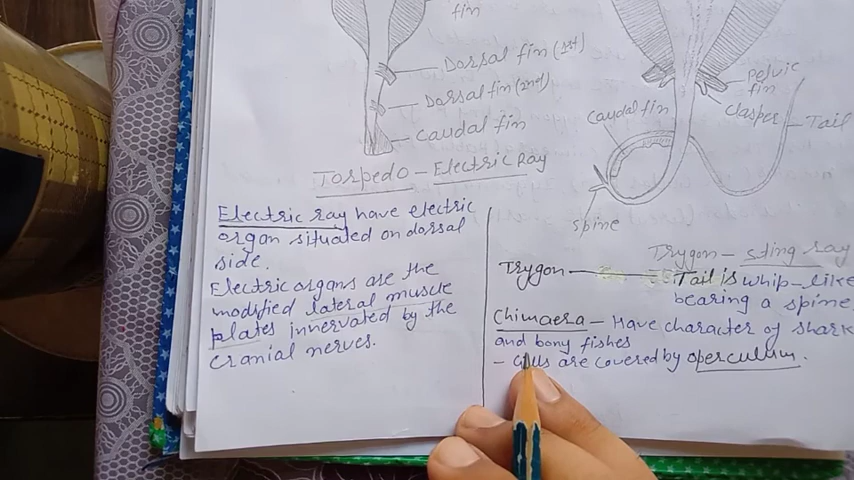 fin
Dorsal fin (1st)
Dorsal fin (2nd)
Caudal fin
Torpedo - Electric Ray
Pelvic
fin
Clasper
Caudal fin
Tail
Spine
Trygon - sting ray
Electric ray have electric
organ situated on dorsal
side.
Electric organs are the
modified lateral muscle
plates innervated by the
cranial nerves.
Trygon Tail is whip-like
bearing a spine
Chimaera - Have character of shark
and bony fishes
- Gills are covered by operculum.